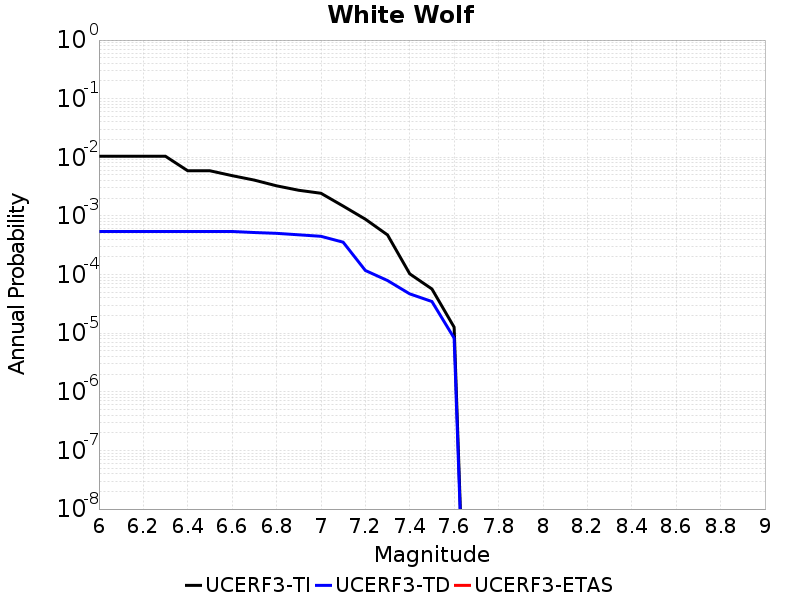 White Wolf
10^0
10^-1
10^-2
10^-3
10^-4
10^-5
10^-6
10^-7
10^-8
Annual Probability
6 6.2 6.4 6.6 6.8 7 7.2 7.4 7.6 7.8 8 8.2 8.4 8.6 8.8 9
Magnitude
UCERF3-TI UCERF3-TD UCERF3-ETAS